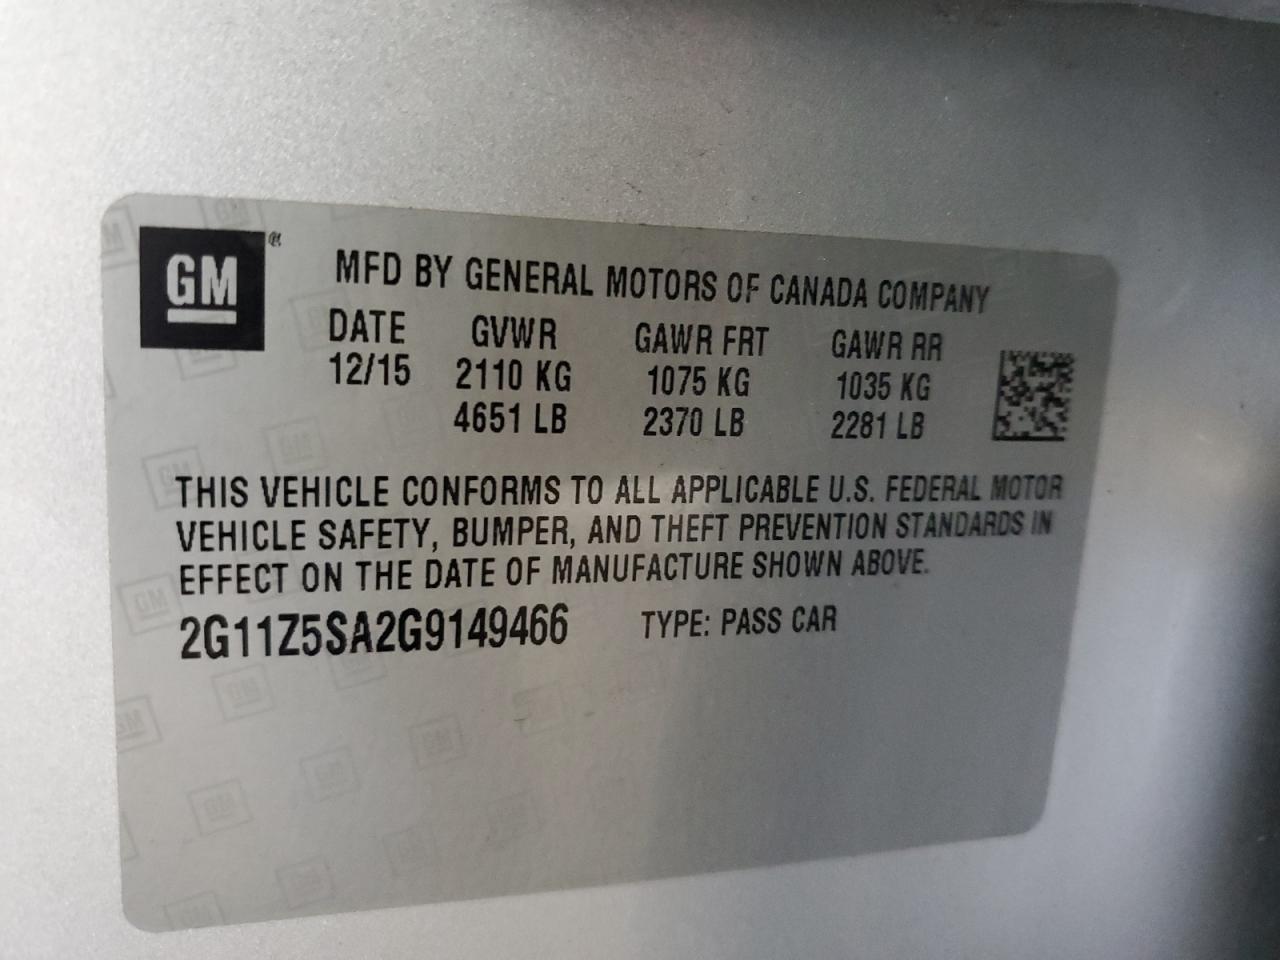 GM®
MFD BY GENERAL MOTORS OF CANADA COMPANY
DATE GVWR GAWR FRT GAWR RR
12/15 2110 KG 1075 KG 1035 KG
4651 LB 2370 LB 2281 LB
THIS VEHICLE CONFORMS TO ALL APPLICABLE U.S. FEDERAL MOTOR
VEHICLE SAFETY, BUMPER, AND THEFT PREVENTION STANDARDS IN
EFFECT ON THE DATE OF MANUFACTURE SHOWN ABOVE.
2G11Z5SA2G9149466 TYPE: PASS CAR